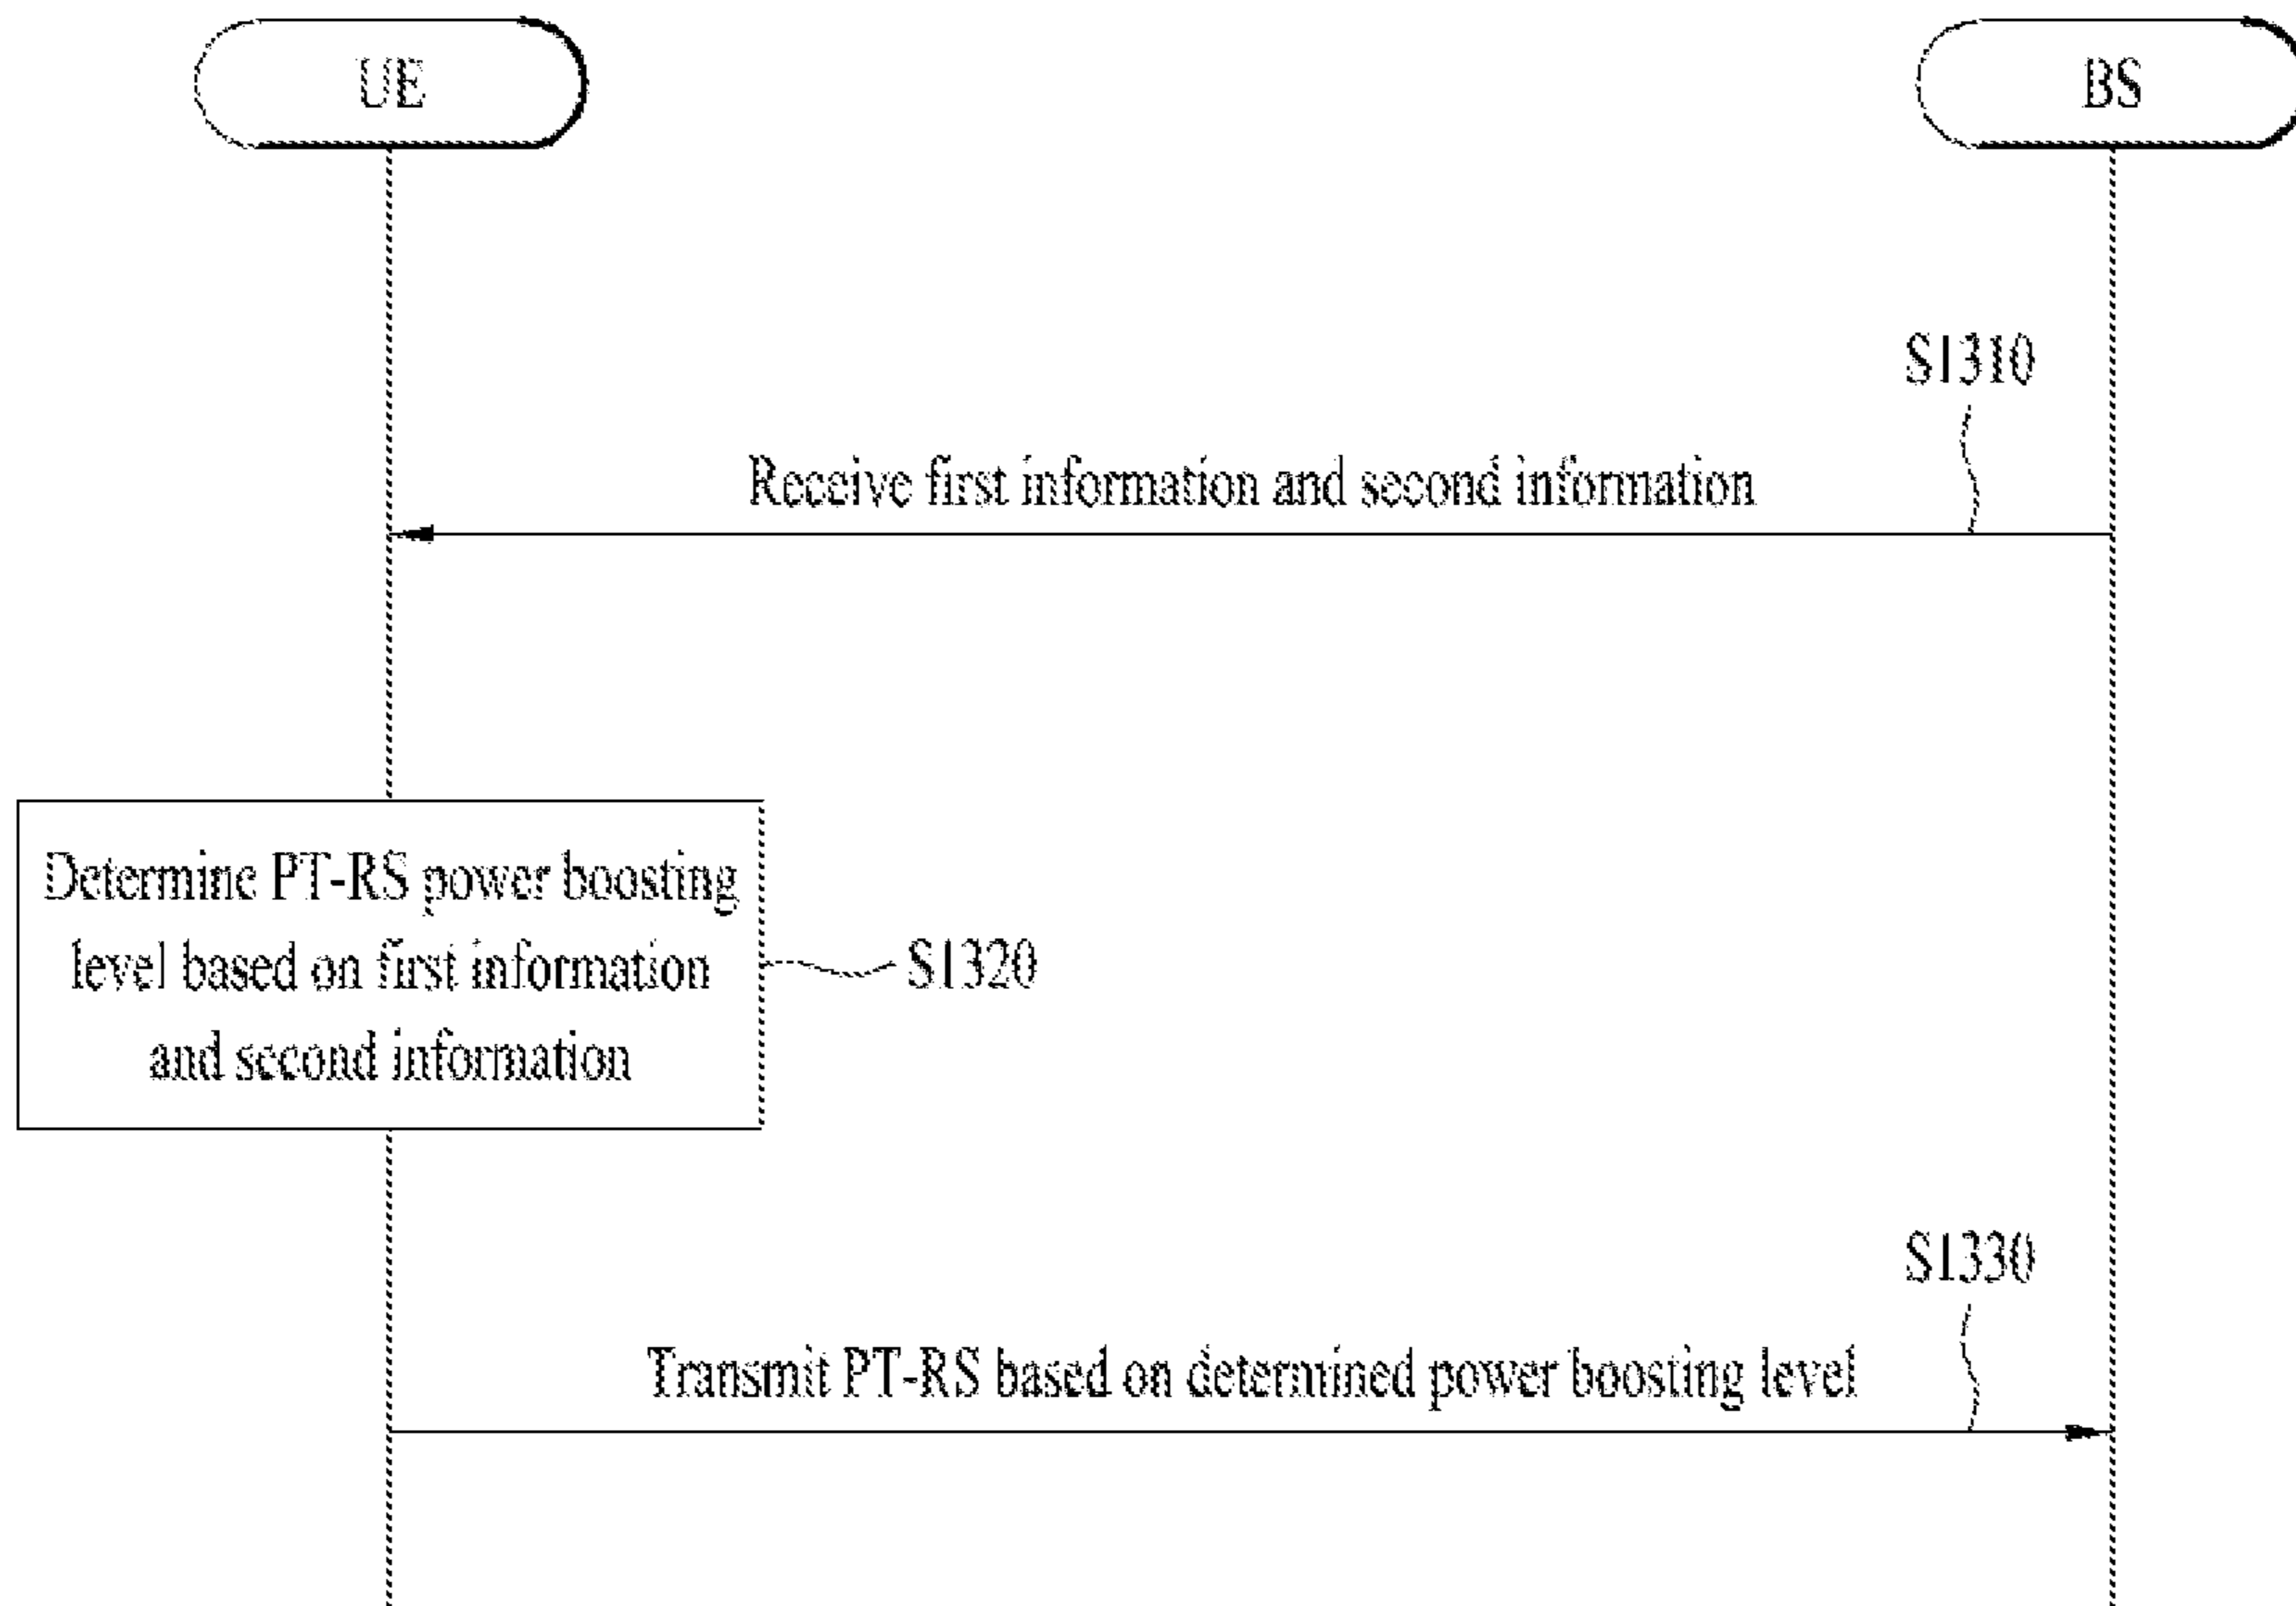 UE
BS
S1310
Receive first information and second information
Determine PT-RS power boosting
level based on first information
and second information
S1320
S1330
Transmit PT-RS based on determined power boosting level